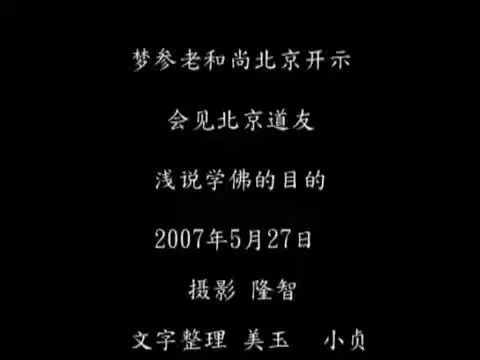 梦参老和尚北京开示
会见北京道友
浅说学佛的目的
2007年5月27日
摄影 隆智
文字整理 美玉 小贞